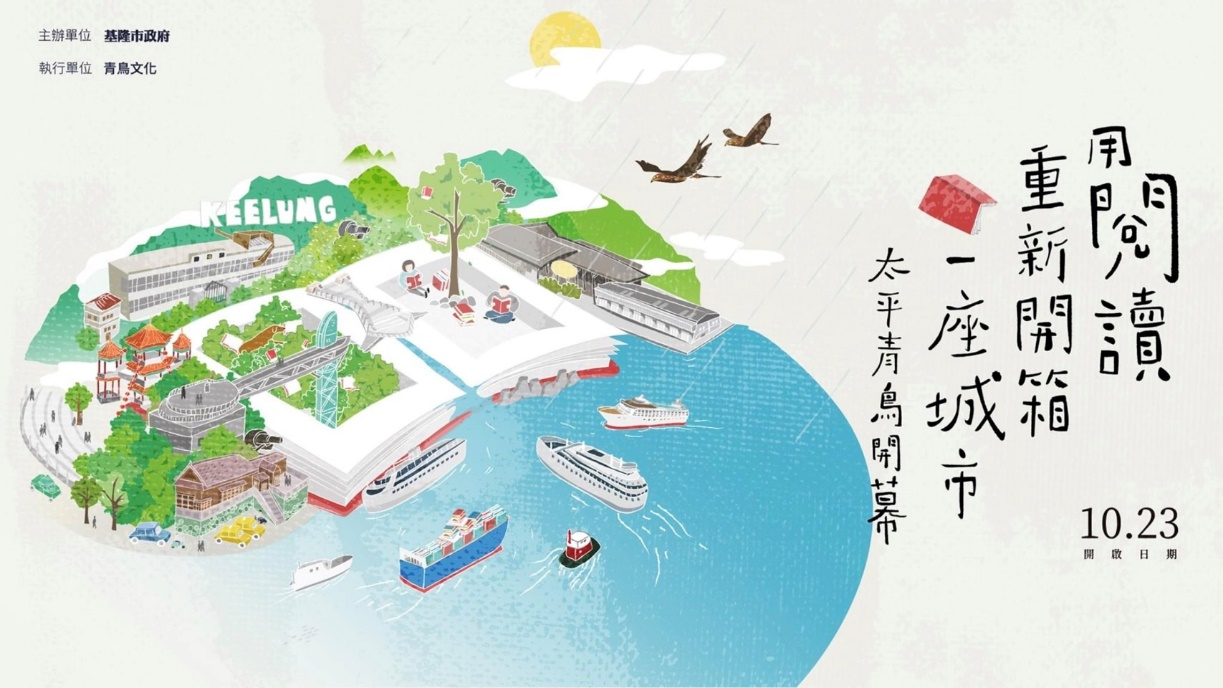 主辦單位 基隆市政府
執行單位 青鳥文化
KEELUNG
用閱讀
重新開箱
一座城市
太平青鳥開幕
10.23
開啟日期